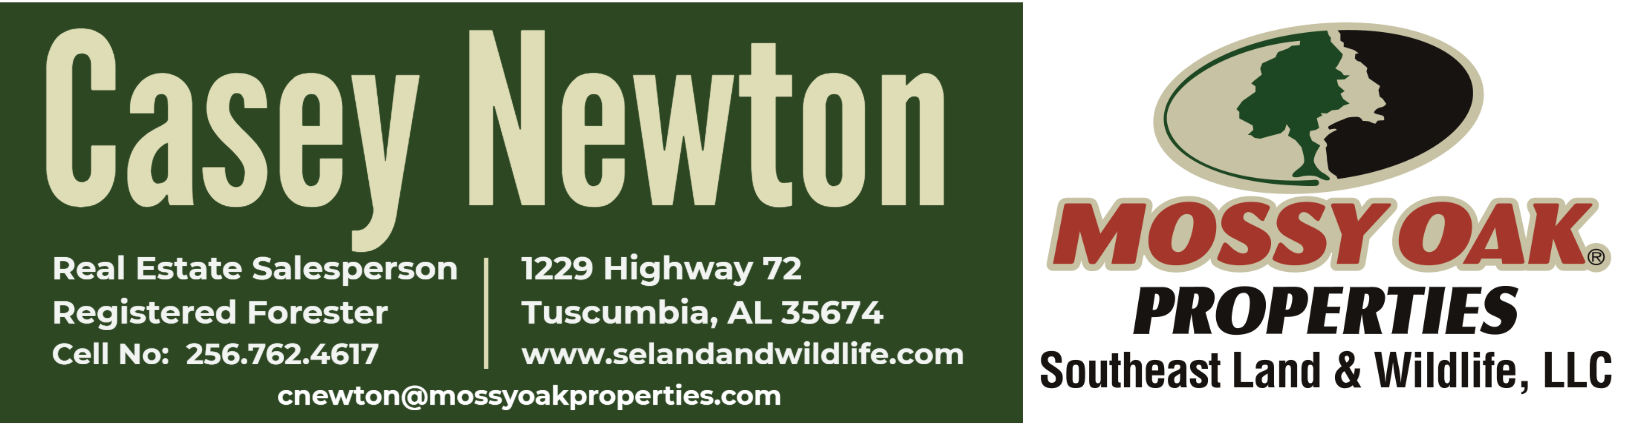 Casey Newton
Real Estate Salesperson
Registered Forester
Cell No: 256.762.4617
1229 Highway 72
Tuscumbia, AL 35674
www.selandandwildlife.com
cnewton@mossyoakproperties.com
MOSSY OAK®
PROPERTIES
Southeast Land & Wildlife, LLC